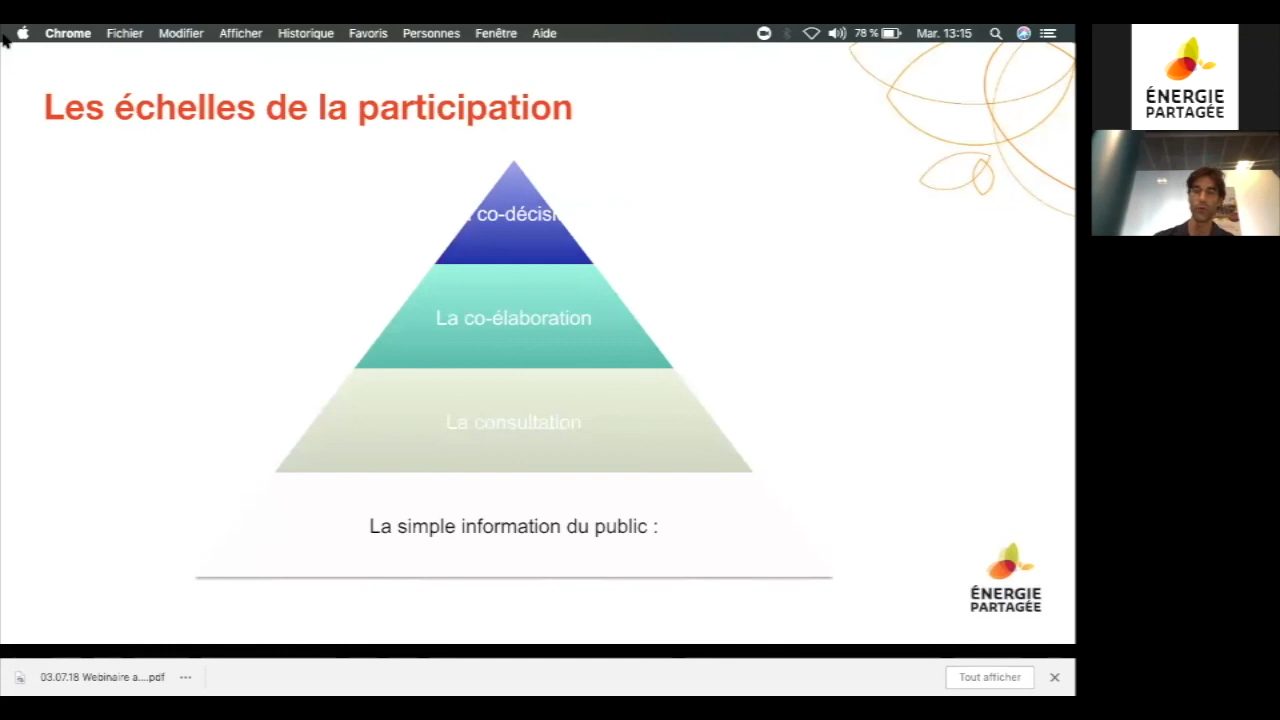 Chrome Fichier Modifier Afficher Historique Favoris Personnes Fenêtre Aide 78 % Mar. 13:15
Les échelles de la participation
co-décisi
La co-élaboration
La consultation
La simple information du public :
ÉNERGIE
PARTAGÉE
ÉNERGIE
PARTAGÉE
03.07.18 Webinaire a....pdf
Tout afficher